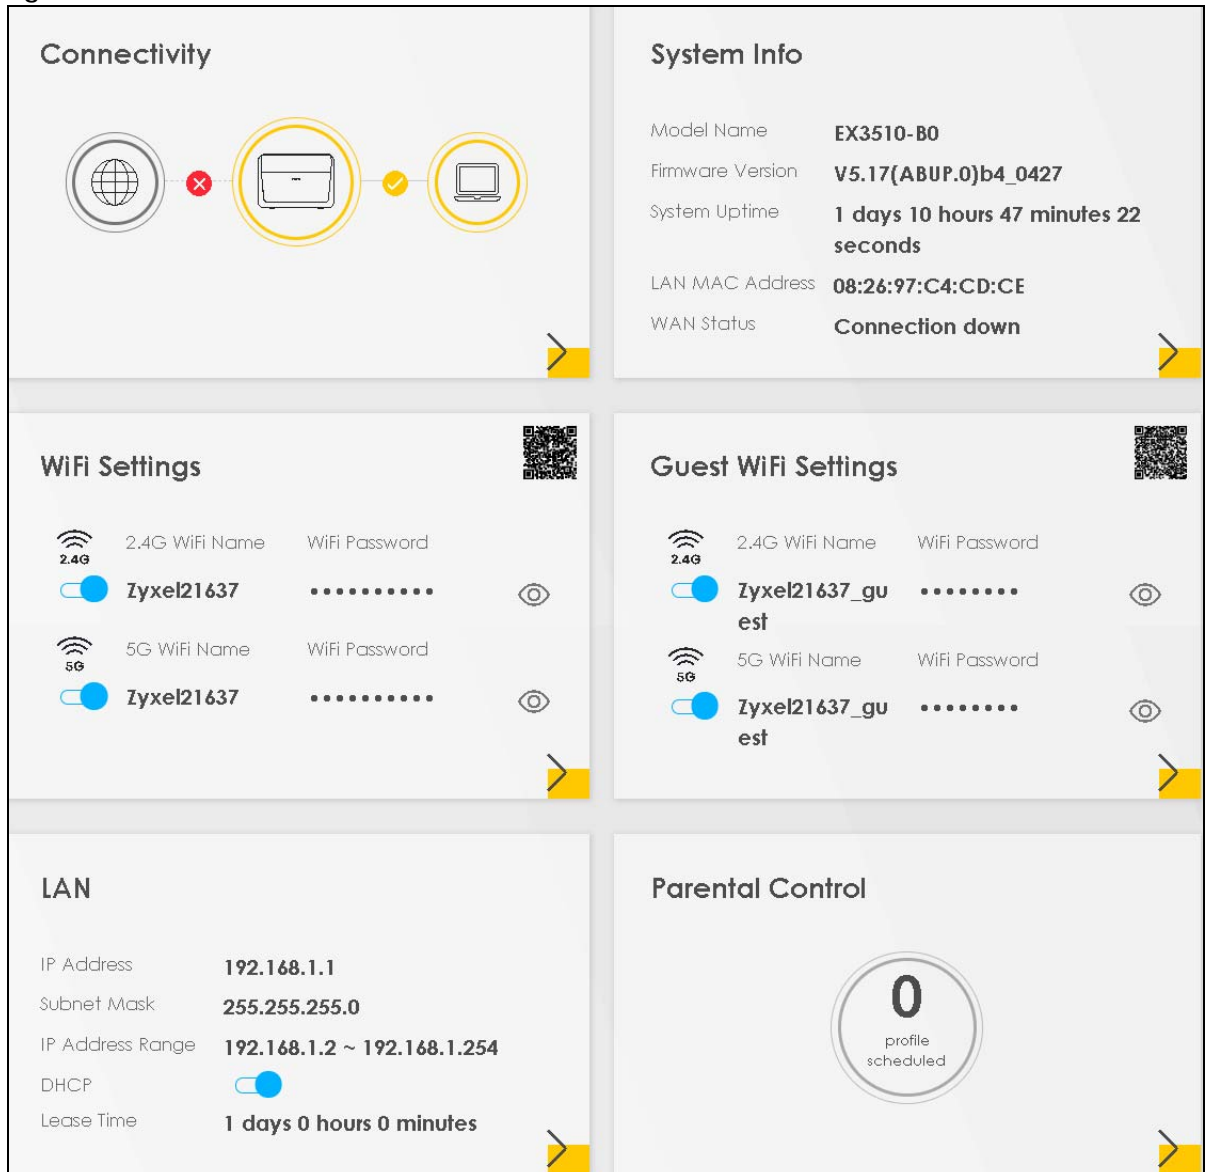 Connectivity
System Info
Model Name EX3510-B0
Firmware Version V5.17(ABUP.0)b4_0427
System Uptime 1 days 10 hours 47 minutes 22
seconds
LAN MAC Address 08:26:97:C4:CD:CE
WAN Status Connection down
WiFi Settings
2.4G WiFi Name WiFi Password
2.4G
Zyxel21637 ••••••••••
5G WiFi Name WiFi Password
5G
Zyxel21637 ••••••••••
Guest WiFi Settings
2.4G WiFi Name WiFi Password
2.4G
Zyxel21637_gu ••••••••
est
5G WiFi Name WiFi Password
5G
Zyxel21637_gu ••••••••
est
LAN
IP Address 192.168.1.1
Subnet Mask 255.255.255.0
IP Address Range 192.168.1.2 ~ 192.168.1.254
DHCP
Lease Time 1 days 0 hours 0 minutes
Parental Control
0
profile
scheduled